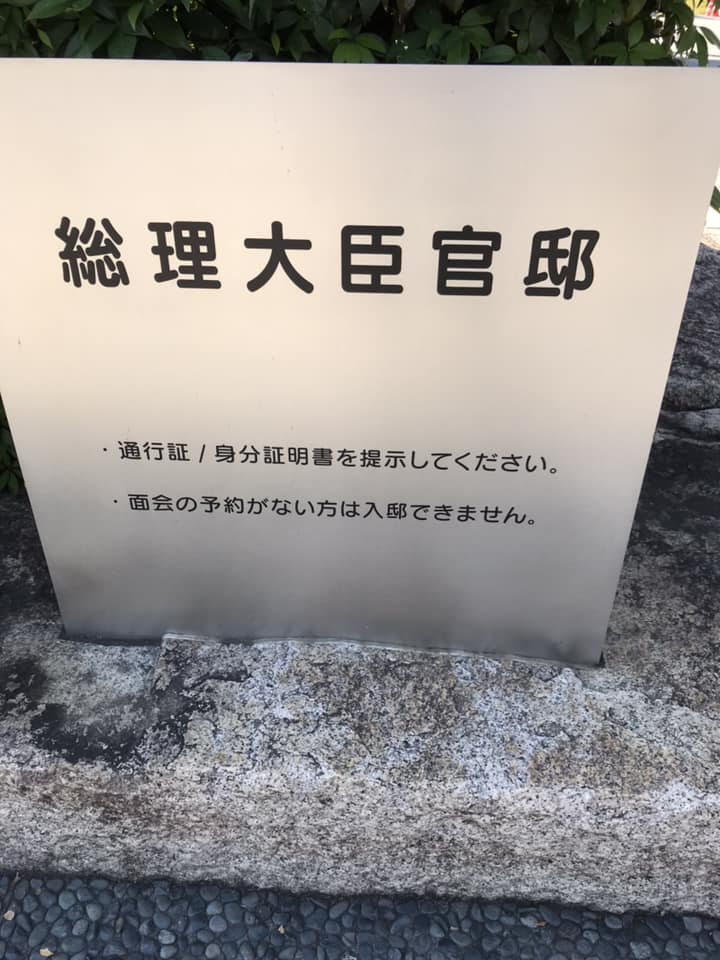 総理大臣官邸
・通行証/身分証明書を提示してください。
・面会の予約がない方は入邸できません。